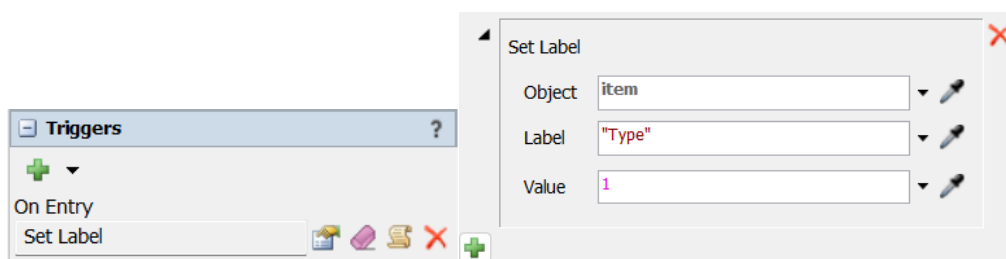 Triggers
?
On Entry
Set Label
Set Label
Object item
Label "Type"
Value 1